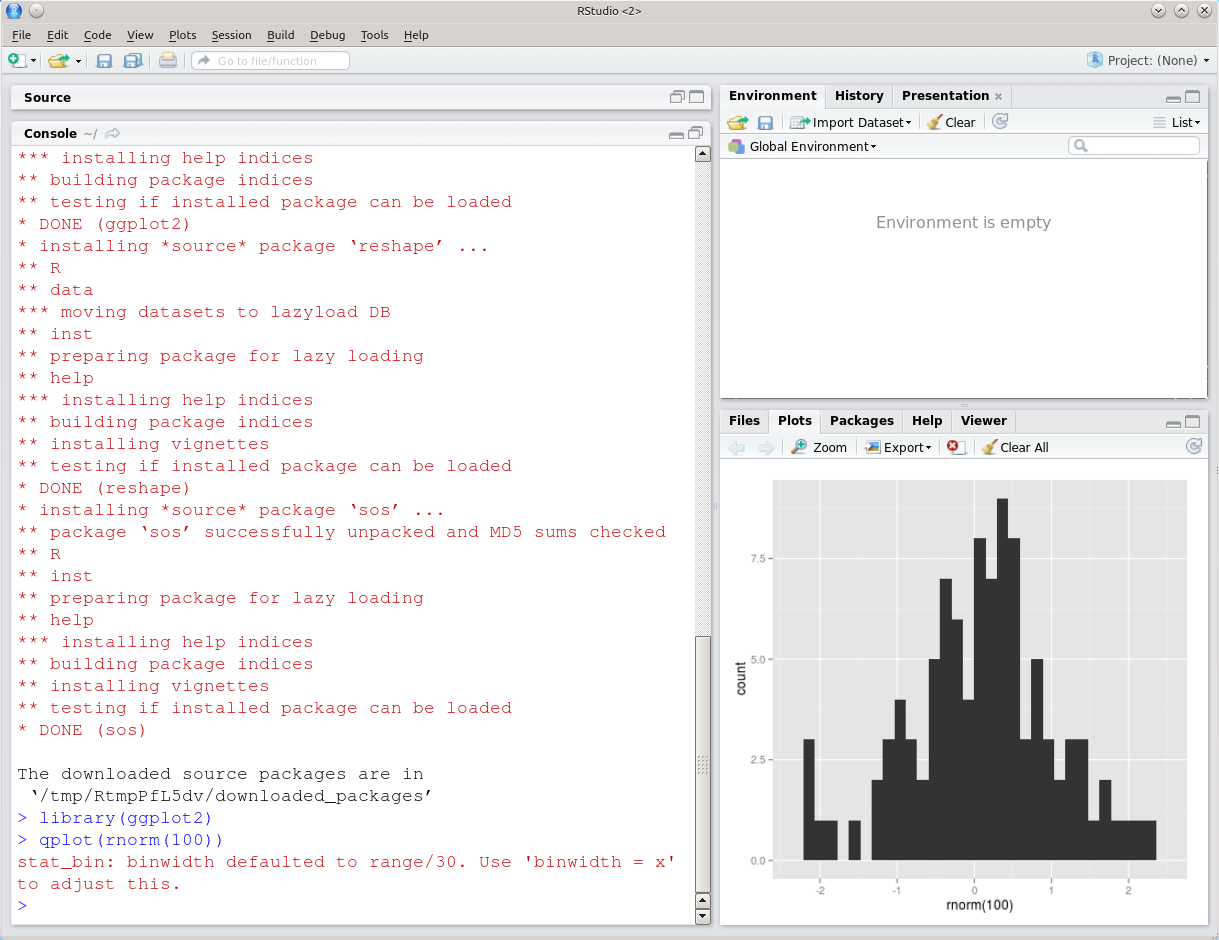 RStudio <2>
File Edit Code View Plots Session Build Debug Tools Help
Go to file/function
Project: (None)
Source
Console ~/
*** installing help indices
** building package indices
** testing if installed package can be loaded
* DONE (ggplot2)
* installing *source* package ‘reshape’ ...
** R
** data
*** moving datasets to lazyload DB
** inst
** preparing package for lazy loading
** help
*** installing help indices
** building package indices
** installing vignettes
** testing if installed package can be loaded
* DONE (reshape)
* installing *source* package ‘sos’ ...
** package ‘sos’ successfully unpacked and MD5 sums checked
** R
** inst
** preparing package for lazy loading
** help
*** installing help indices
** building package indices
** installing vignettes
** testing if installed package can be loaded
* DONE (sos)
The downloaded source packages are in
‘/tmp/RtmpPfL5dv/downloaded_packages’
> library(ggplot2)
> qplot(rnorm(100))
stat_bin: binwidth defaulted to range/30. Use 'binwidth = x'
to adjust this.
>
Environment History Presentation
Import Dataset Clear List
Global Environment
Environment is empty
Files Plots Packages Help Viewer
Zoom Export Clear All
7.5
5.0
2.5
0.0
count
-2 -1 0 1 2
rnorm(100)